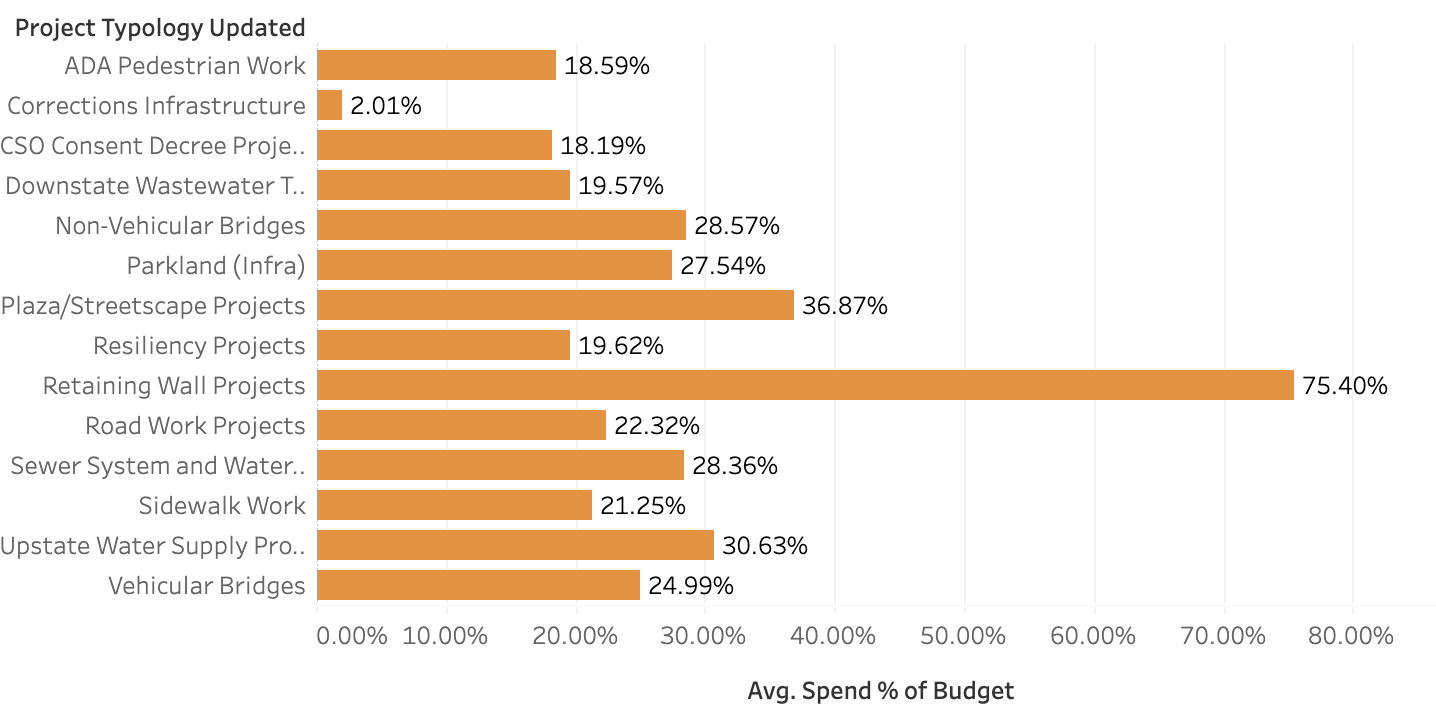 Project Typology Updated
ADA Pedestrian Work 18.59%
Corrections Infrastructure 2.01%
CSO Consent Decree Proje.. 18.19%
Downstate Wastewater T.. 19.57%
Non-Vehicular Bridges 28.57%
Parkland (Infra) 27.54%
Plaza/Streetscape Projects 36.87%
Resiliency Projects 19.62%
Retaining Wall Projects 75.40%
Road Work Projects 22.32%
Sewer System and Water.. 28.36%
Sidewalk Work 21.25%
Upstate Water Supply Pro.. 30.63%
Vehicular Bridges 24.99%
0.00% 10.00% 20.00% 30.00% 40.00% 50.00% 60.00% 70.00% 80.00%
Avg. Spend % of Budget